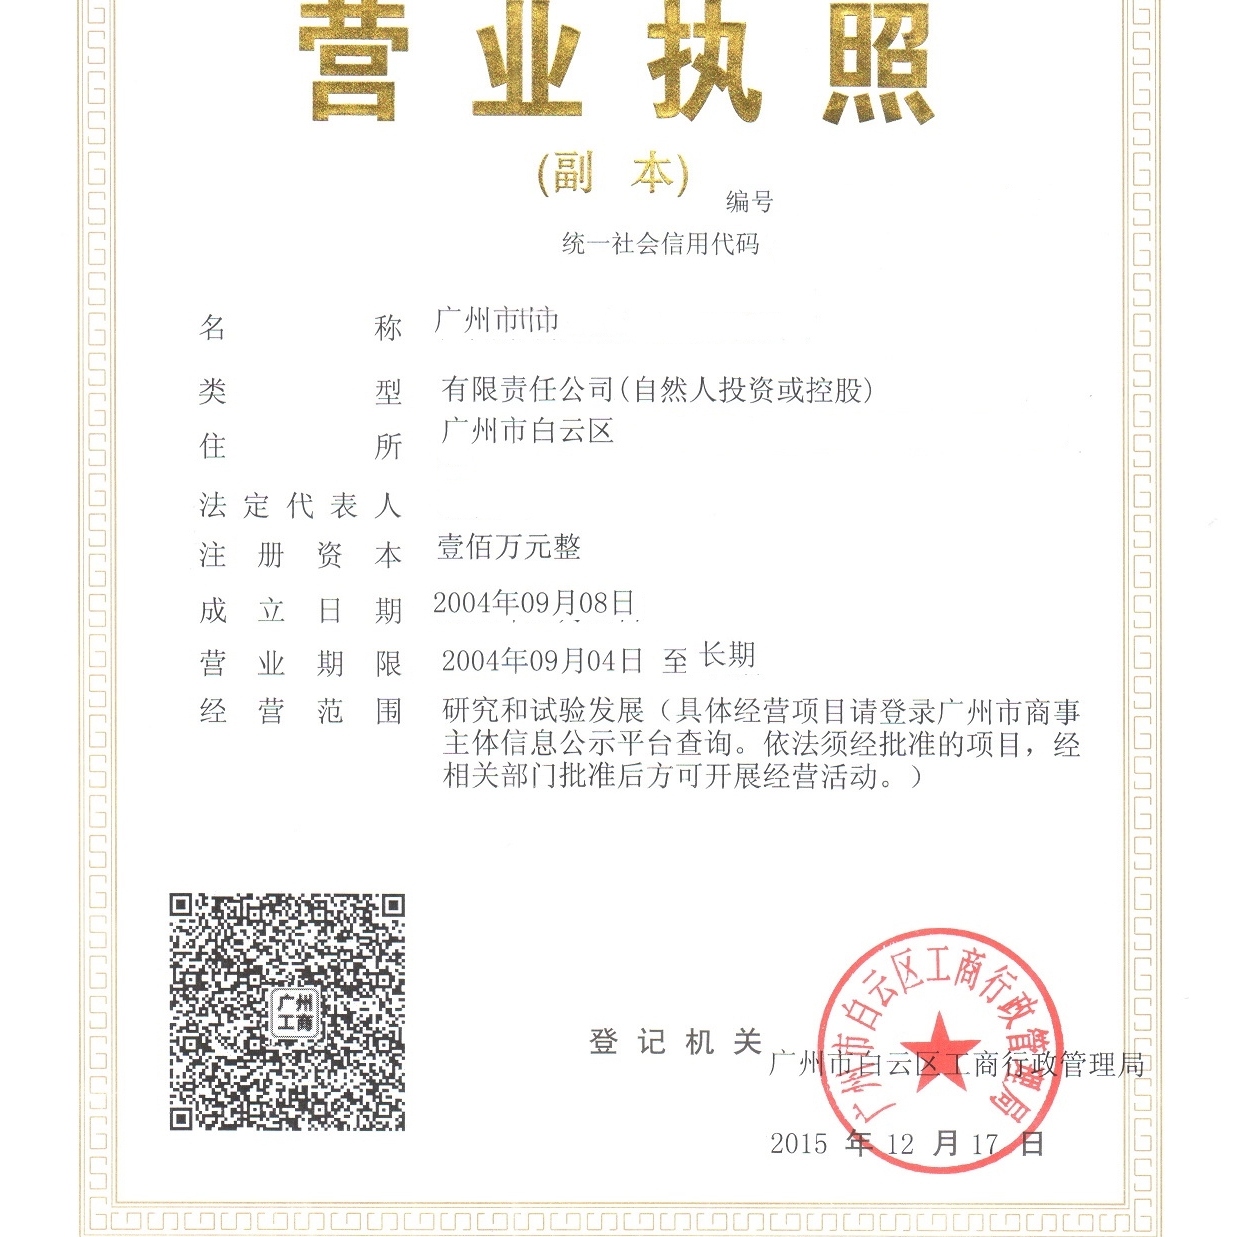 营业执照
(副本)
编号
统一社会信用代码
名称 广州市
类型 有限责任公司(自然人投资或控股)
住所 广州市白云区
法定代表人
注册资本 壹佰万元整
成立日期 2004年09月08日
营业期限 2004年09月04日 至 长期
经营范围 研究和试验发展（具体经营项目请登录广州市商事
主体信息公示平台查询。依法须经批准的项目，经
相关部门批准后方可开展经营活动。）
广州
工商
登记机关
广州市白云区工商行政管理局
广州市白云区工商行政管理局
2015 年 12 月 17 日